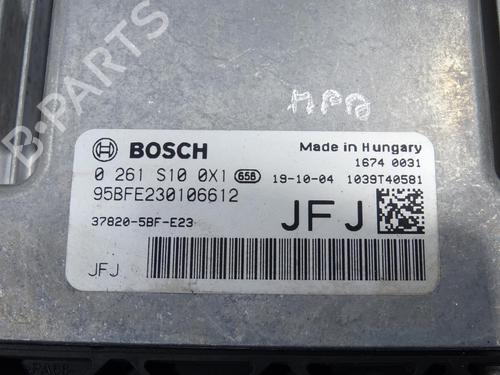 B-PARTS
BOSCH
Made in Hungary
1674 0031
0 261 S10 0X1 658 19-10-04 1039T40581
95BFE230106612
JFJ
37820-5BF-E23
JFJ